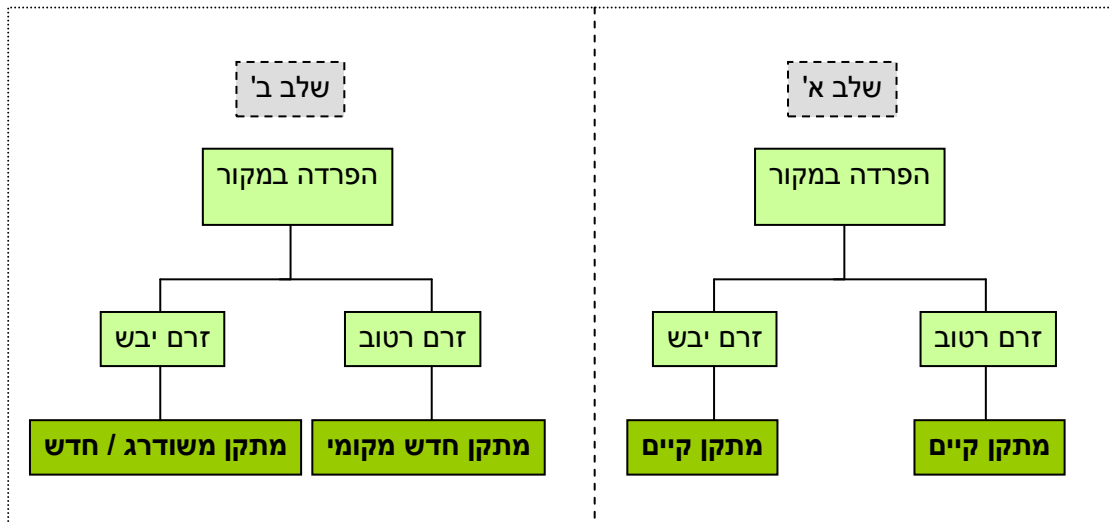 שלב א'
הפרדה במקור
זרם רטוב
זרם יבש
מתקן קיים
מתקן קיים
שלב ב'
הפרדה במקור
זרם רטוב
זרם יבש
מתקן חדש מקומי
מתקן משודרג / חדש